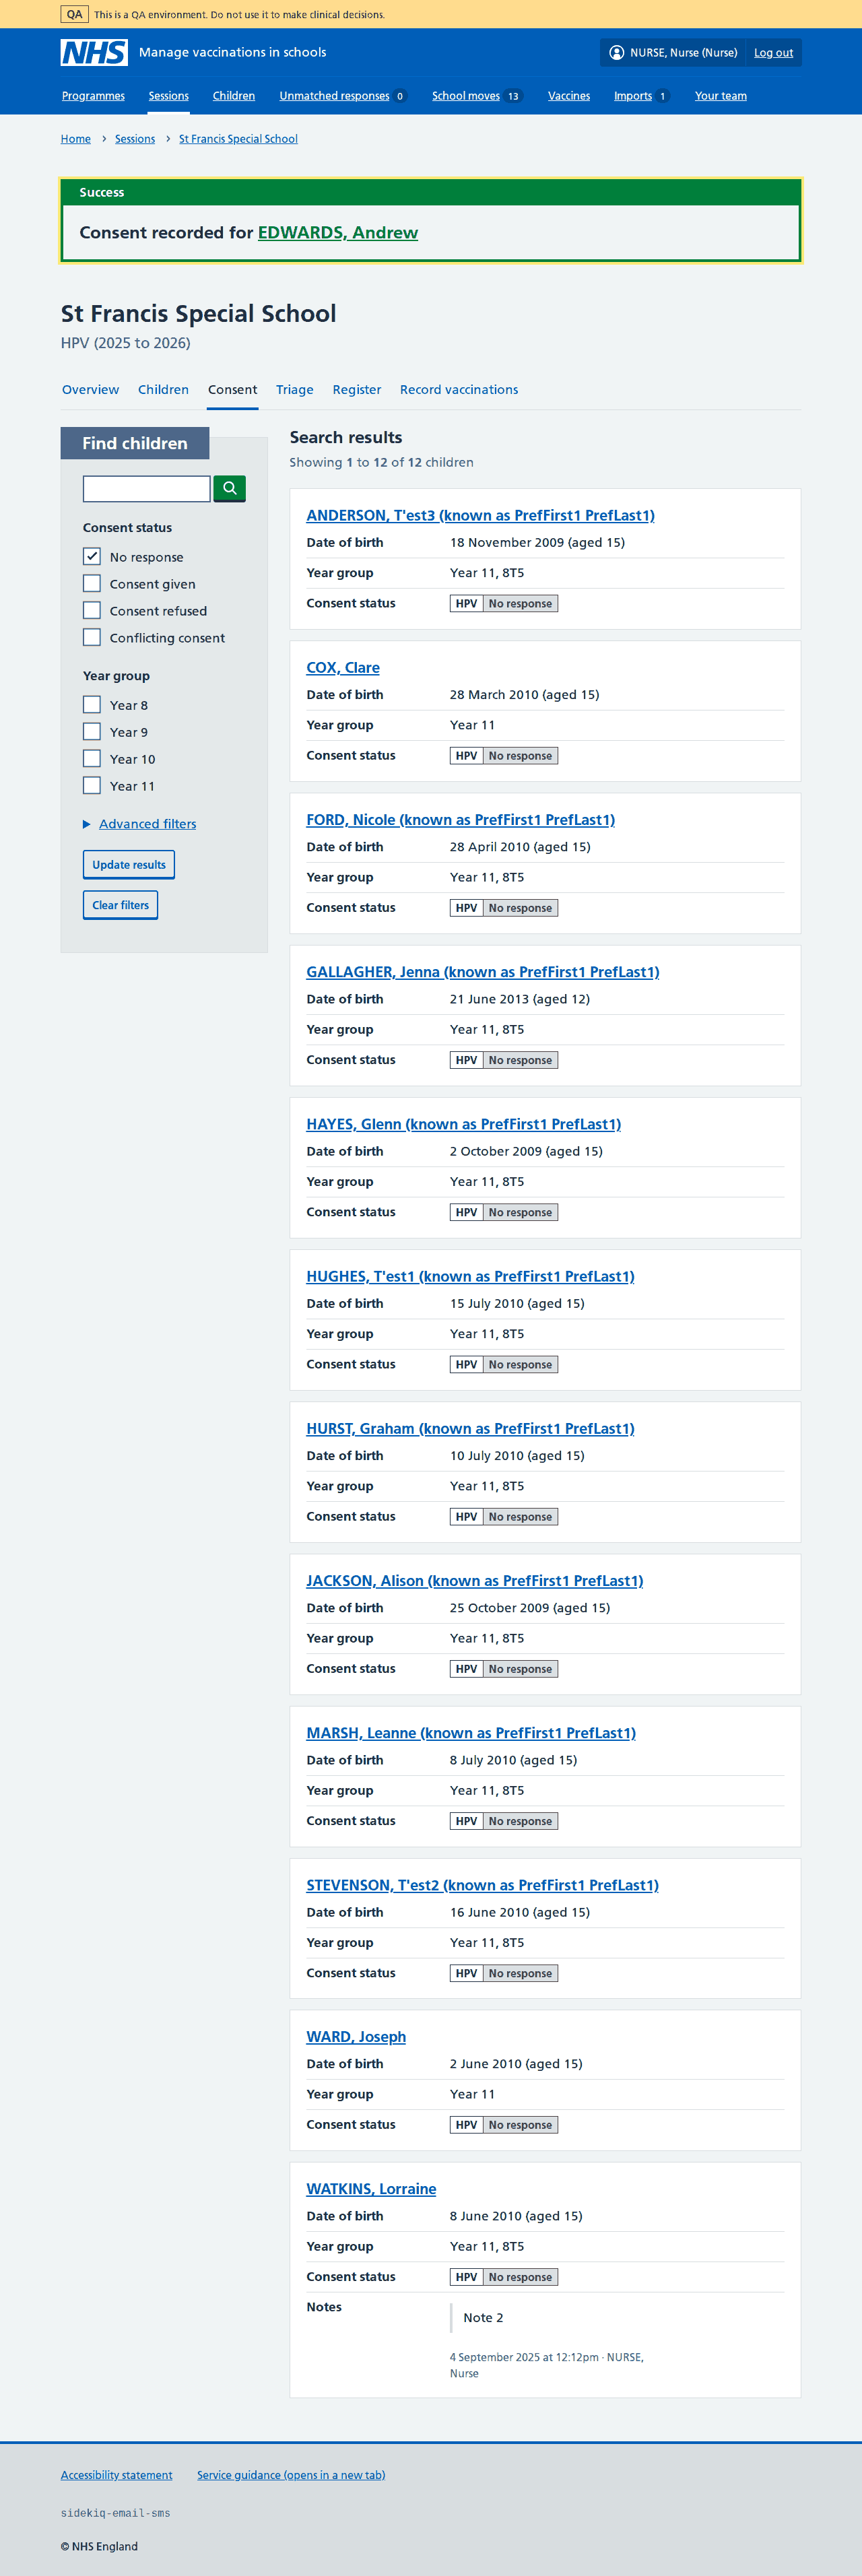 QA This is a QA environment. Do not use it to make clinical decisions.
NHS Manage vaccinations in schools
NURSE, Nurse (Nurse) Log out
Programmes Sessions Children Unmatched responses 0 School moves 13 Vaccines Imports 1 Your team
Home Sessions St Francis Special School
Success
Consent recorded for EDWARDS, Andrew
St Francis Special School
HPV (2025 to 2026)
Overview Children Consent Triage Register Record vaccinations
Find children
Consent status
No response
Consent given
Consent refused
Conflicting consent
Year group
Year 8
Year 9
Year 10
Year 11
Advanced filters
Update results
Clear filters
Search results
Showing 1 to 12 of 12 children
ANDERSON, T'est3 (known as PrefFirst1 PrefLast1)
Date of birth 18 November 2009 (aged 15)
Year group Year 11, 8T5
Consent status HPV No response
COX, Clare
Date of birth 28 March 2010 (aged 15)
Year group Year 11
Consent status HPV No response
FORD, Nicole (known as PrefFirst1 PrefLast1)
Date of birth 28 April 2010 (aged 15)
Year group Year 11, 8T5
Consent status HPV No response
GALLAGHER, Jenna (known as PrefFirst1 PrefLast1)
Date of birth 21 June 2013 (aged 12)
Year group Year 11, 8T5
Consent status HPV No response
HAYES, Glenn (known as PrefFirst1 PrefLast1)
Date of birth 2 October 2009 (aged 15)
Year group Year 11, 8T5
Consent status HPV No response
HUGHES, T'est1 (known as PrefFirst1 PrefLast1)
Date of birth 15 July 2010 (aged 15)
Year group Year 11, 8T5
Consent status HPV No response
HURST, Graham (known as PrefFirst1 PrefLast1)
Date of birth 10 July 2010 (aged 15)
Year group Year 11, 8T5
Consent status HPV No response
JACKSON, Alison (known as PrefFirst1 PrefLast1)
Date of birth 25 October 2009 (aged 15)
Year group Year 11, 8T5
Consent status HPV No response
MARSH, Leanne (known as PrefFirst1 PrefLast1)
Date of birth 8 July 2010 (aged 15)
Year group Year 11, 8T5
Consent status HPV No response
STEVENSON, T'est2 (known as PrefFirst1 PrefLast1)
Date of birth 16 June 2010 (aged 15)
Year group Year 11, 8T5
Consent status HPV No response
WARD, Joseph
Date of birth 2 June 2010 (aged 15)
Year group Year 11
Consent status HPV No response
WATKINS, Lorraine
Date of birth 8 June 2010 (aged 15)
Year group Year 11, 8T5
Consent status HPV No response
Notes Note 2
4 September 2025 at 12:12pm · NURSE,
Nurse
Accessibility statement Service guidance (opens in a new tab)
sidekiq-email-sms
© NHS England